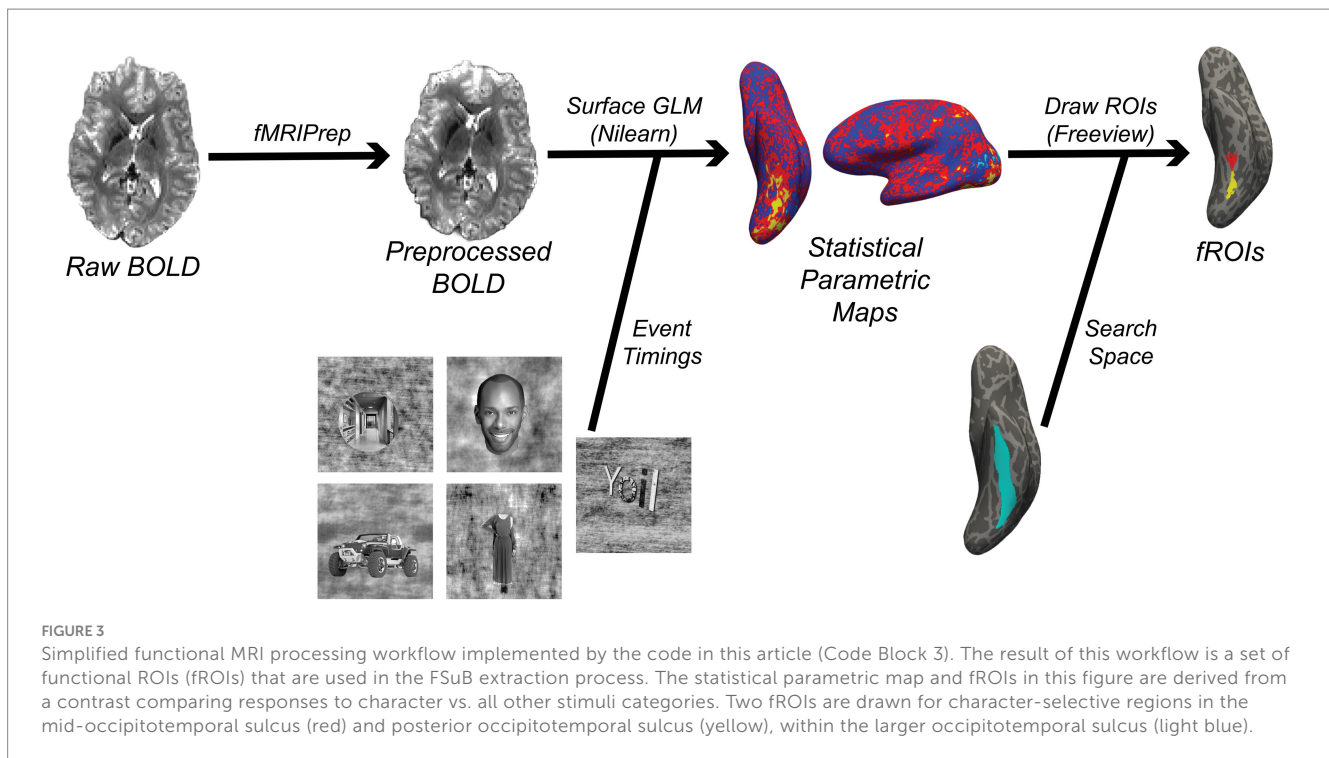 fMRIPrep
Surface GLM
(Nilearn)
Draw ROIs
(Freeview)
Raw BOLD
Preprocessed
BOLD
Statistical
Parametric
Maps
fROIs
Event
Timings
Search
Space
Yoil
FIGURE 3
Simplified functional MRI processing workflow implemented by the code in this article (Code Block 3). The result of this workflow is a set of
functional ROIs (fROIs) that are used in the FSuB extraction process. The statistical parametric map and fROIs in this figure are derived from
a contrast comparing responses to character vs. all other stimuli categories. Two fROIs are drawn for character-selective regions in the
mid-occipitotemporal sulcus (red) and posterior occipitotemporal sulcus (yellow), within the larger occipitotemporal sulcus (light blue).